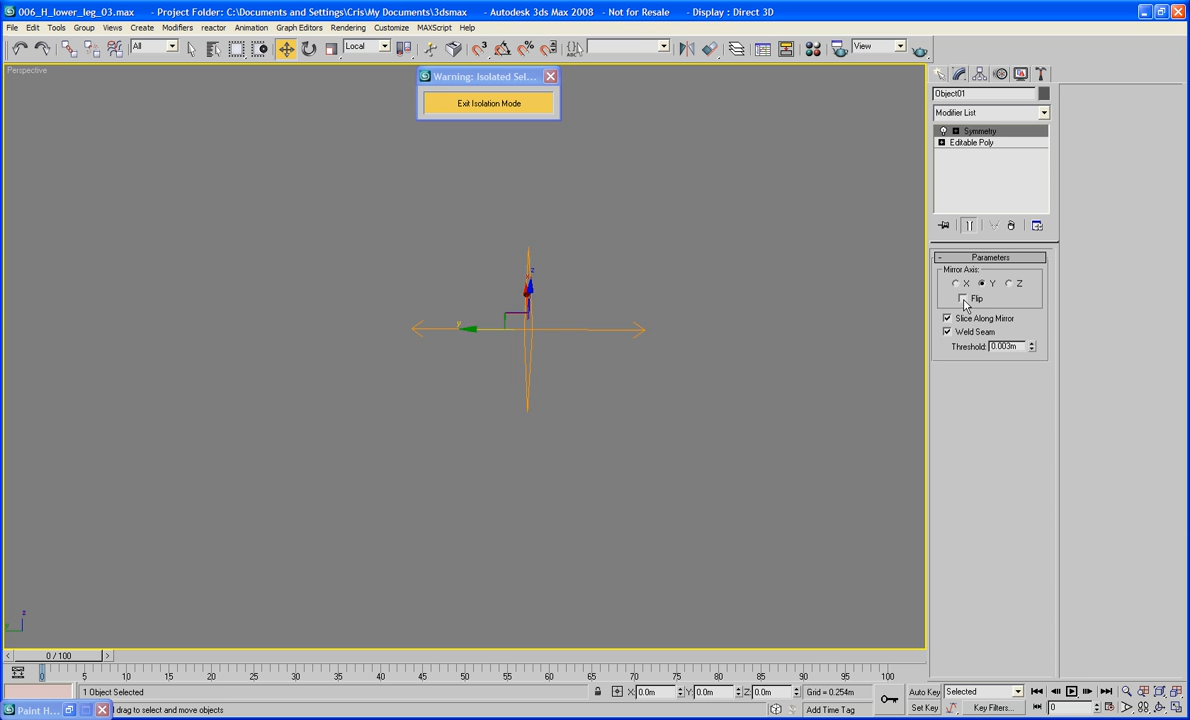 006_H_lower_leg_03.max - Project Folder: C:\Documents and Settings\Cris\My Documents\3dsmax - Autodesk 3ds Max 2008 - Not for Resale - Display : Direct 3D
File Edit Tools Group Views Create Modifiers reactor Animation Graph Editors Rendering Customize MAXScript Help
All Local View
Perspective
Warning: Isolated Sel...
Exit Isolation Mode
Object01
Modifier List
Symmetry
Editable Poly
- Parameters
Mirror Axis:
X Y Z
Flip
Slice Along Mirror
Weld Seam
Threshold: 0.003m
z
y
z
0 / 100
0 5 10 15 20 25 30 35 40 45 50 55 60 65 70 75 80 85 90 95 100
1 Object Selected X: 0.0m Y: 0.0m Z: 0.0m Grid = 0.254m Auto Key Selected
Paint H... drag to select and move objects Add Time Tag Set Key Key Filters... 0